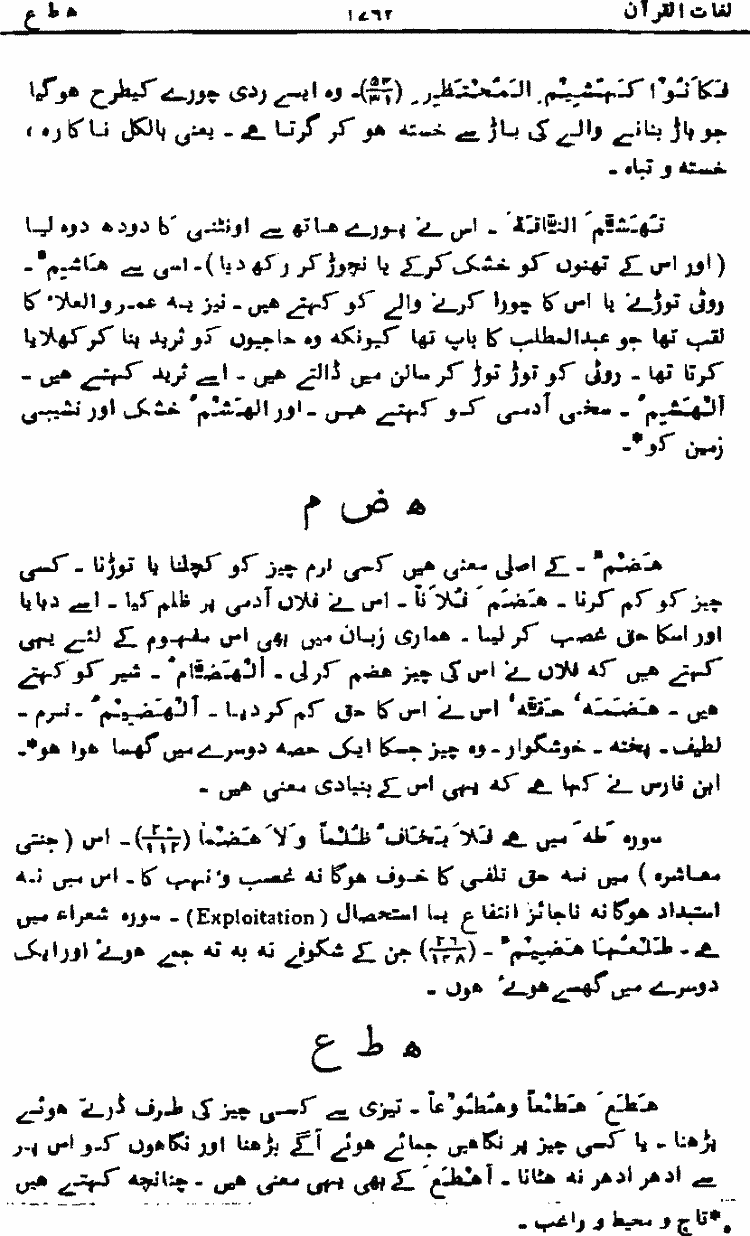 لغات القرآن ۱۷۶۲ ھ ط ع
فَکَانُوْا کَہَشِیْمِ الْمُحْتَظِرِ (۵۴/۳۱)۔ وہ ایسے ردی چورے کیطرح ہوگیا
جو باڑ بنانے والے کی باڑ سے خستہ ہو کر گرتا ہے ۔ یعنی بالکل ناکارہ ،
خستہ و تباہ ۔
تَہَشَّمَ النَّاقَۃَ ۔ اس نے پورے ہاتھ سے اونٹنی کا دودھ دوہ لیا
(اور اس کے تھنوں کو خشک کرکے یا نچوڑ کر رکھ دیا)۔ اسی سے ہَاشِیمٌ ۔
روٹی توڑنے یا اس کا چورا کرنے والے کو کہتے ہیں ۔ نیز یہ عمرو العلاء کا
لقب تھا جو عبدالمطلب کا باپ تھا کیونکہ وہ حاجیوں کو ثرید بنا کر کھلایا
کرتا تھا ۔ روٹی کو توڑ توڑ کر سالن میں ڈالتے ہیں ۔ اسے ثرید کہتے ہیں ۔
اَلْہَشِیْمُ ۔ سخی آدمی کو کہتے ہیں ۔ اور الہَشْمُ خشک اور نشیبی
زمین کو*۔
ھ ض م
ہَضْمٌ ۔ کے اصلی معنی ہیں کسی نرم چیز کو کچلنا یا توڑنا ۔ کسی
چیز کو کم کرنا ۔ ہَضَمَ فُلَاناً ۔ اس نے فلاں آدمی پر ظلم کیا ۔ اسے دبایا
اور اسکا حق غصب کر لیا ۔ ہماری زبان میں بھی اس مفہوم کے لئے یہی
کہتے ہیں کہ فلاں نے اس کی چیز ہضم کر لی ۔ اَلْہَضَّامُ ۔ شیر کو کہتے
ہیں ۔ ہَضَمَہٗ حَقَّہٗ اس نے اس کا حق کم کر دیا ۔ اَلْہَضِیْمُ ۔ نرم ۔
لطیف ۔ پختہ ۔ خوشگوار ۔ وہ چیز جسکا ایک حصہ دوسرے میں گھسا ہوا ہو*۔
ابن فارس نے کہا ہے کہ یہی اس کے بنیادی معنی ہیں ۔
سورہ طٰہٰ میں ہے فَلَا یَخَافُ ظُلْماً وَّلَا ہَضْماً (۲۰/۱۱۲)۔ اس (جنتی
معاشرہ) میں نہ حق تلفی کا خوف ہوگا نہ غصب و نہب کا ۔ اس میں نہ
استبداد ہوگا نہ ناجائز انتفاع یا استحصال (Exploitation) ۔ سورہ شعراء میں
ہے ۔ طَلْعُہَا ہَضِیْمٌ ۔ (۲۶/۱۴۸) جن کے شگوفے تہ بہ تہ جمے ہوئے اور ایک
دوسرے میں گھسے ہوئے ہوں ۔
ھ ط ع
ہَطَعَ ہَطْعاً وہُطُوْعاً ۔ تیزی سے کسی چیز کی طرف ڈرتے ہوئے
بڑھنا ۔ یا کسی چیز پر نگاہیں جمائے ہوئے آگے بڑھنا اور نگاہوں کو اس پر
سے ادھر ادھر نہ ہٹانا ۔ اَہْطَعَ کے بھی یہی معنی ہیں ۔ چنانچہ کہتے ہیں
*تاج و محیط و راغب ۔